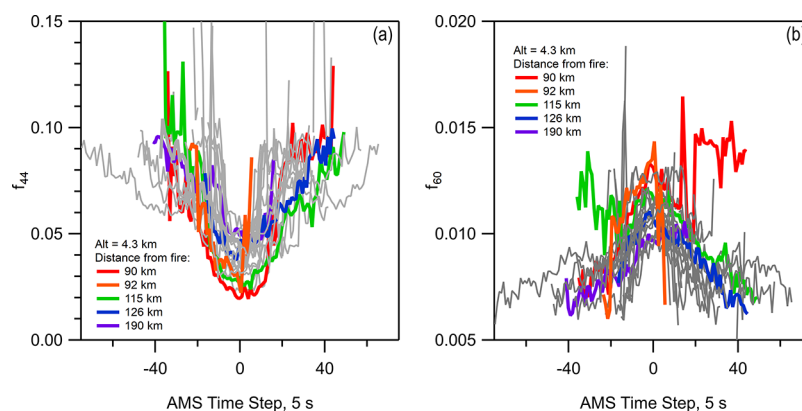 (a)
0.15
0.10
0.05
0.00
f44
Alt = 4.3 km
Distance from fire:
90 km
92 km
115 km
126 km
190 km
-40
0
40
AMS Time Step, 5 s
(b)
0.020
0.015
0.010
0.005
f60
Alt = 4.3 km
Distance from fire:
90 km
92 km
115 km
126 km
190 km
-40
0
40
AMS Time Step, 5 s